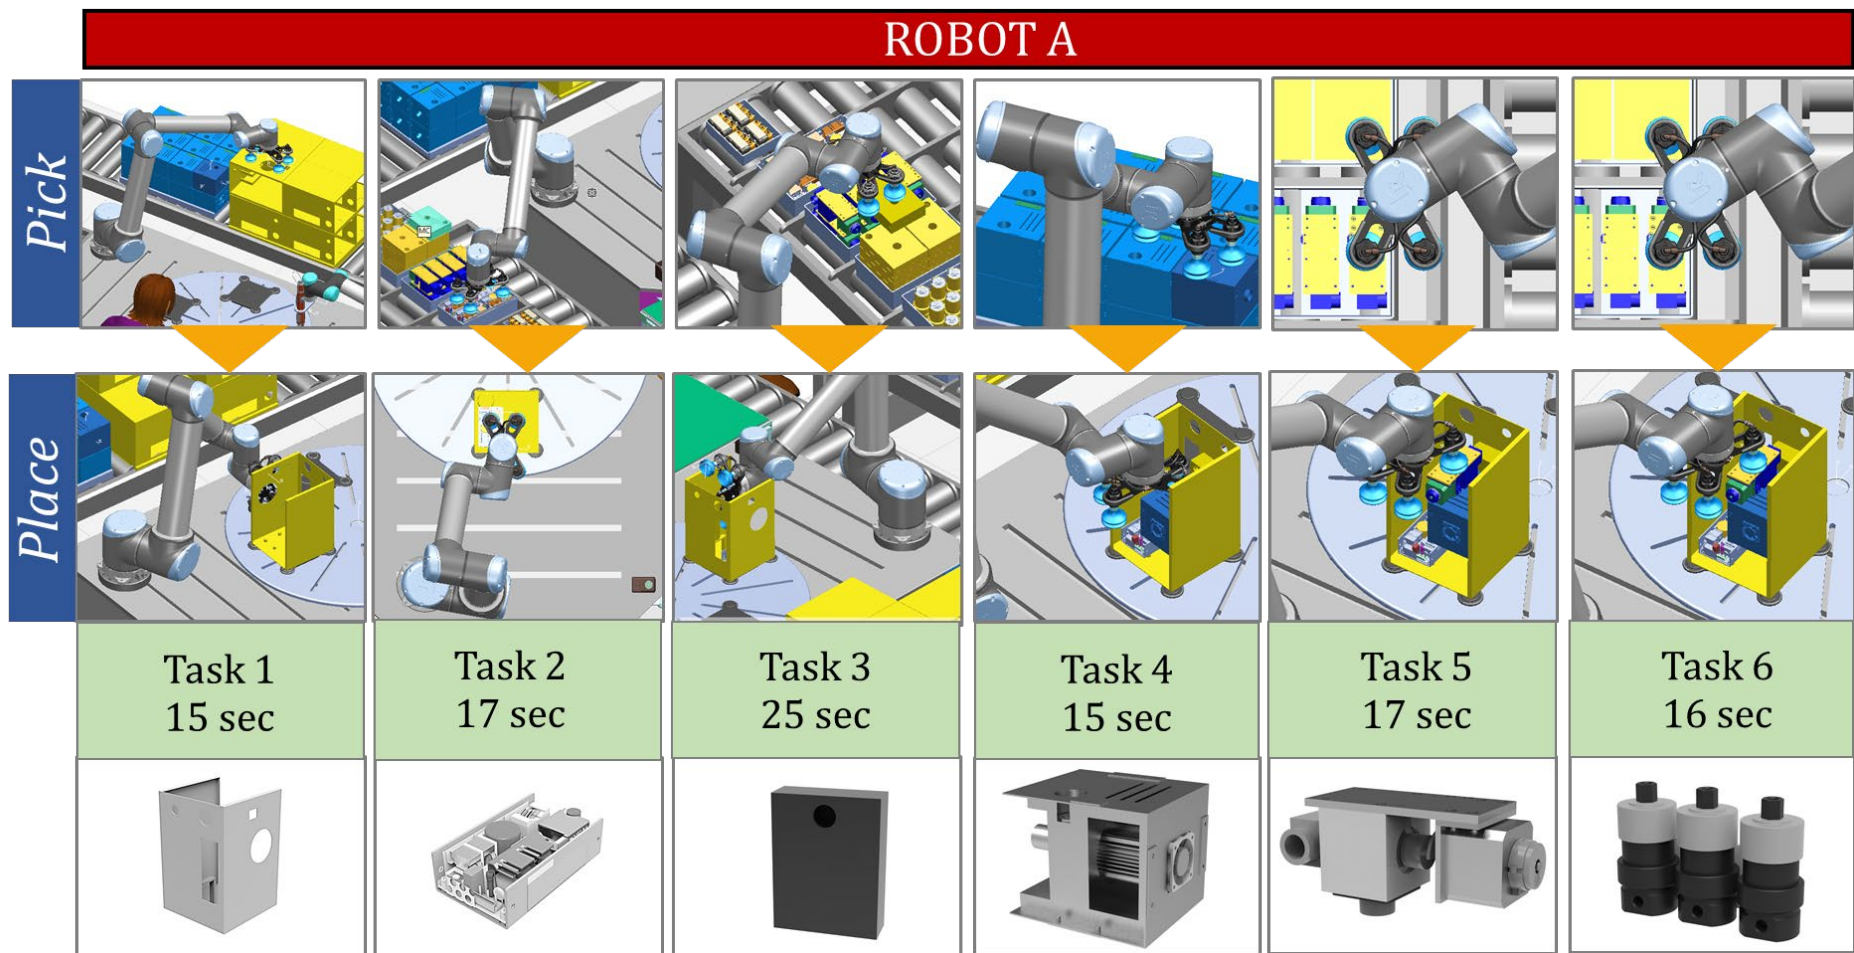 ROBOT A
Pick
Place
Task 1
15 sec
Task 2
17 sec
Task 3
25 sec
Task 4
15 sec
Task 5
17 sec
Task 6
16 sec